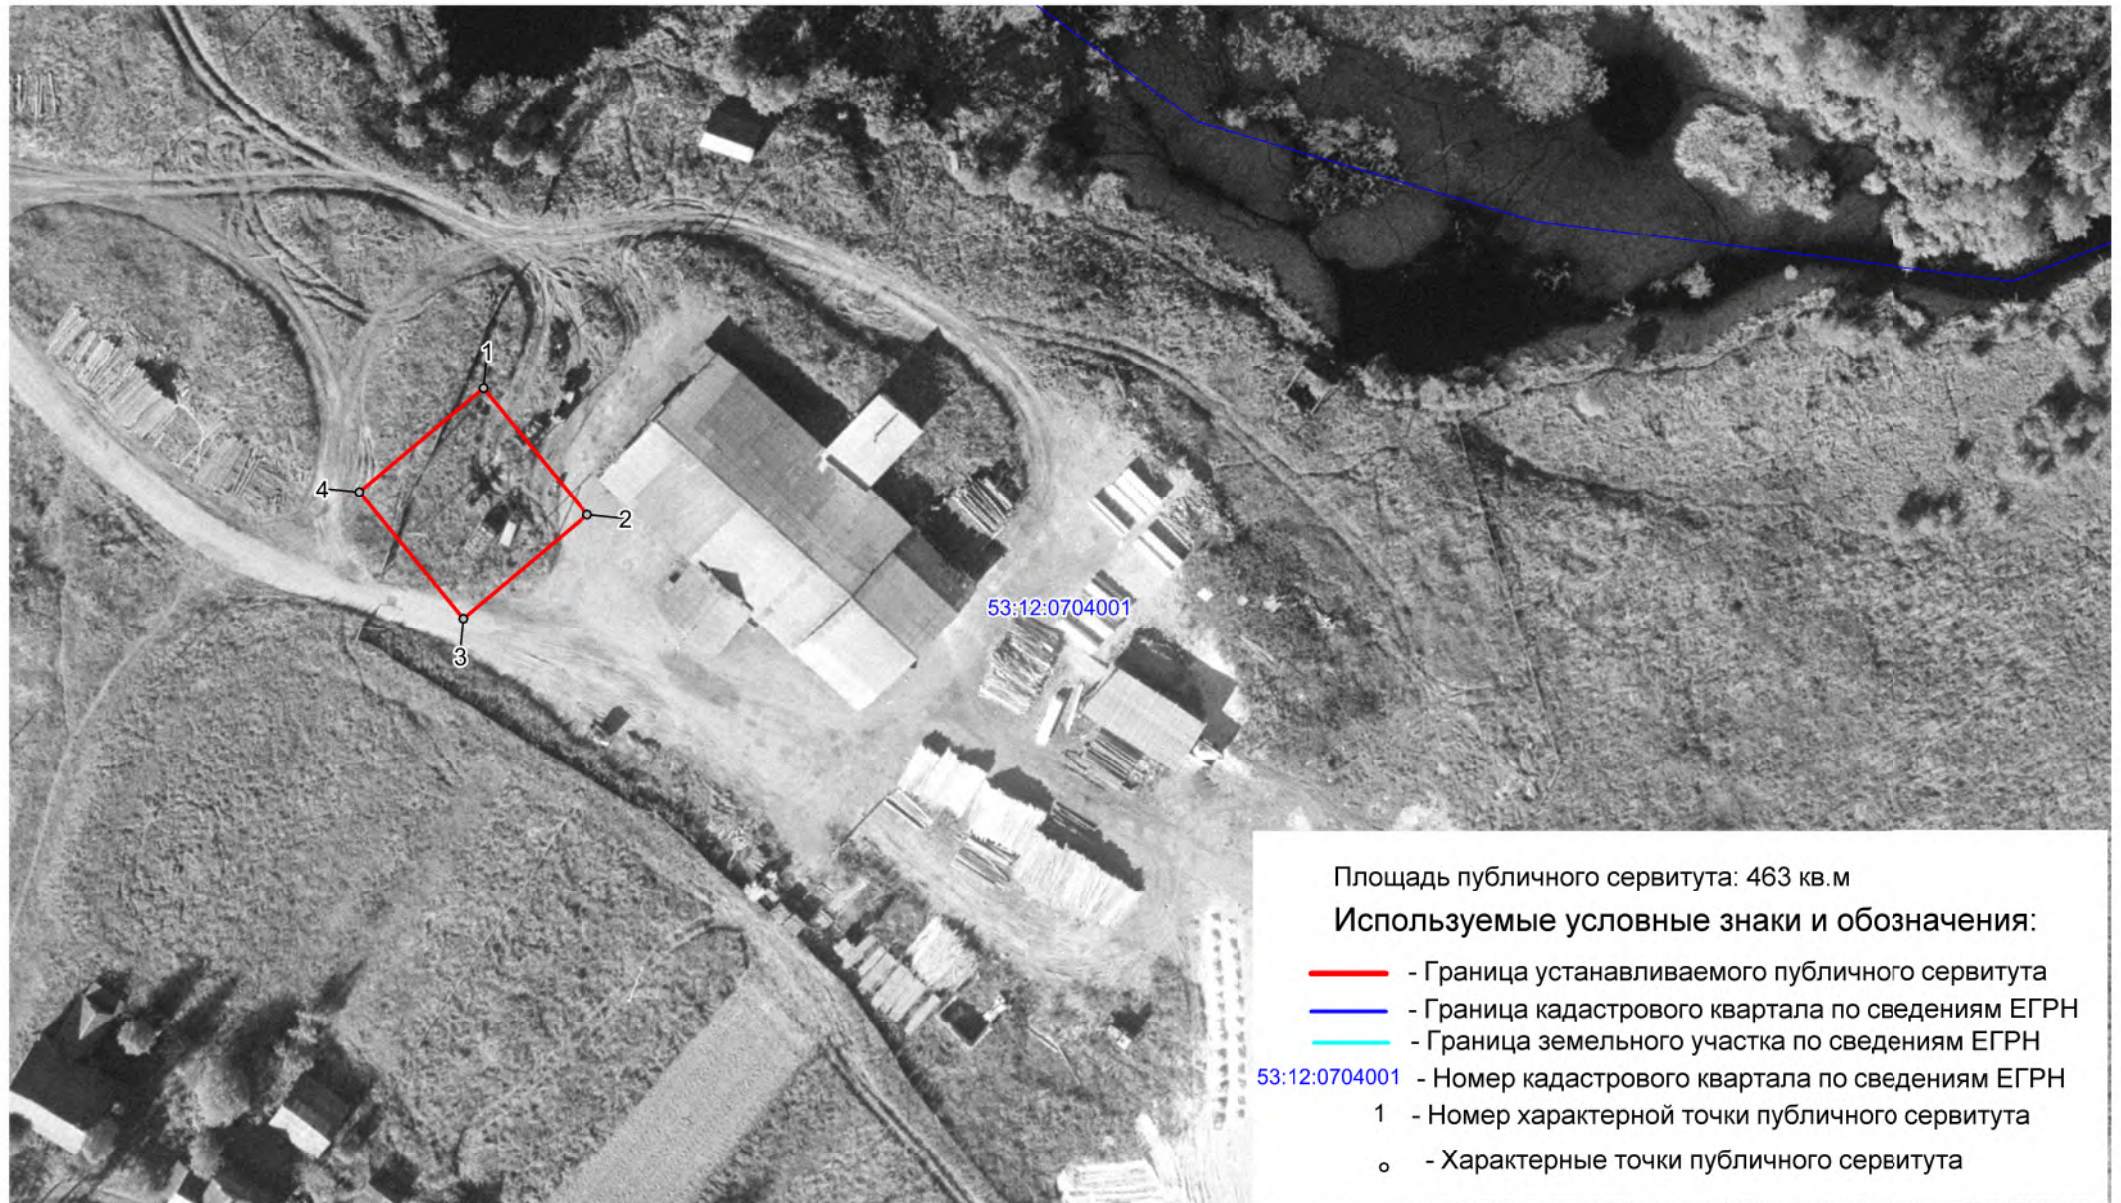 1
4
2
3
53:12:0704001
Площадь публичного сервитута: 463 кв.м
Используемые условные знаки и обозначения:
- Граница устанавливаемого публичного сервитута
- Граница кадастрового квартала по сведениям ЕГРН
- Граница земельного участка по сведениям ЕГРН
53:12:0704001 - Номер кадастрового квартала по сведениям ЕГРН
1 - Номер характерной точки публичного сервитута
- Характерные точки публичного сервитута